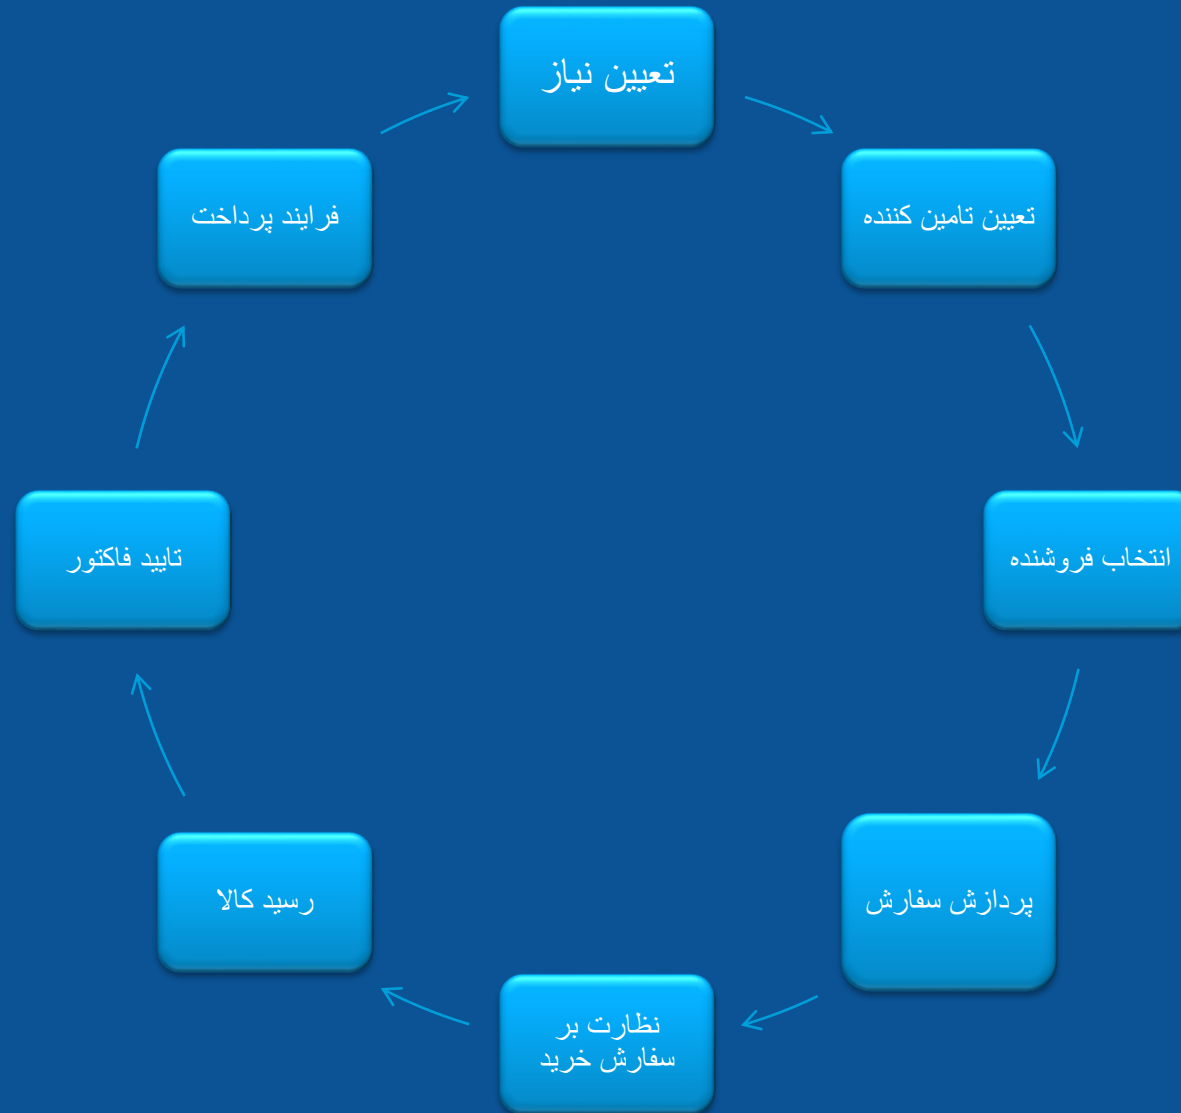 تعیین نیاز
تعیین تامین کننده
انتخاب فروشنده
پردازش سفارش
نظارت بر
سفارش خرید
رسید کالا
تایید فاکتور
فرایند پرداخت